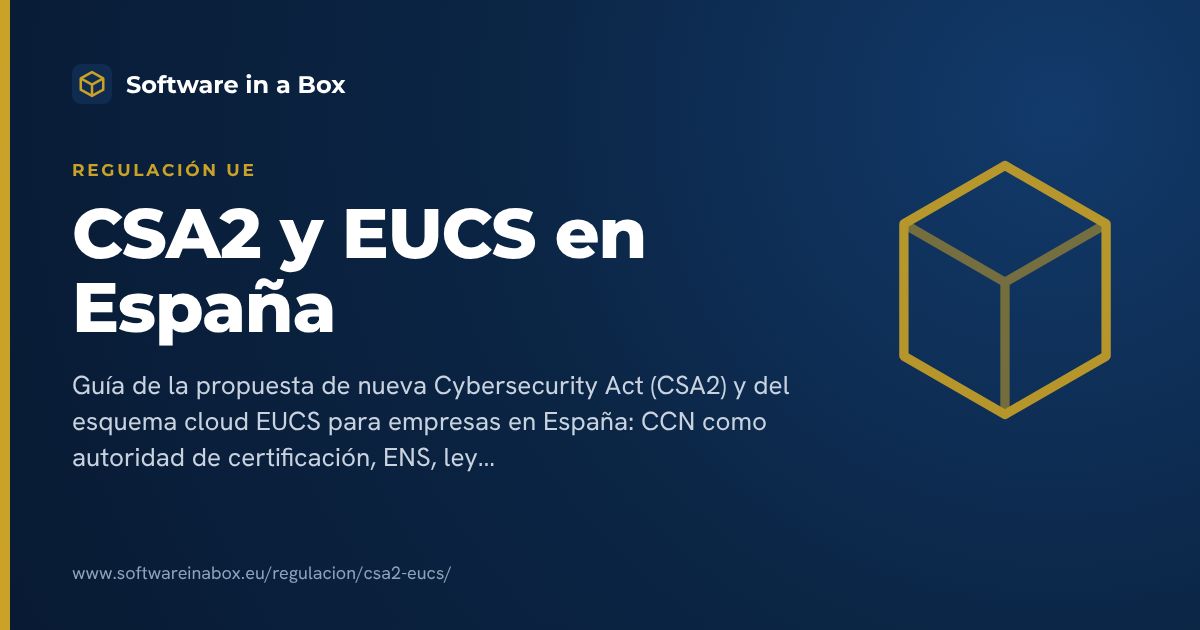 Software in a Box
REGULACIÓN UE
CSA2 y EUCS en
España
Guía de la propuesta de nueva Cybersecurity Act (CSA2) y del
esquema cloud EUCS para empresas en España: CCN como
autoridad de certificación, ENS, ley...
www.softwareinabox.eu/regulacion/csa2-eucs/